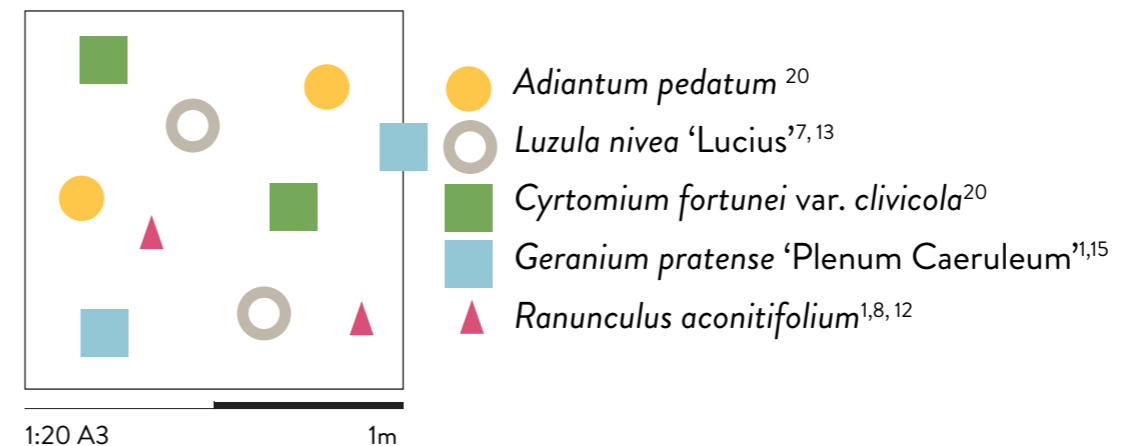 Adiantum pedatum 20
Luzula nivea ‘Lucius’7, 13
Cyrtomium fortunei var. clivicola20
Geranium pratense ‘Plenum Caeruleum’1,15
Ranunculus aconitifolium1,8, 12
1:20 A3 1m